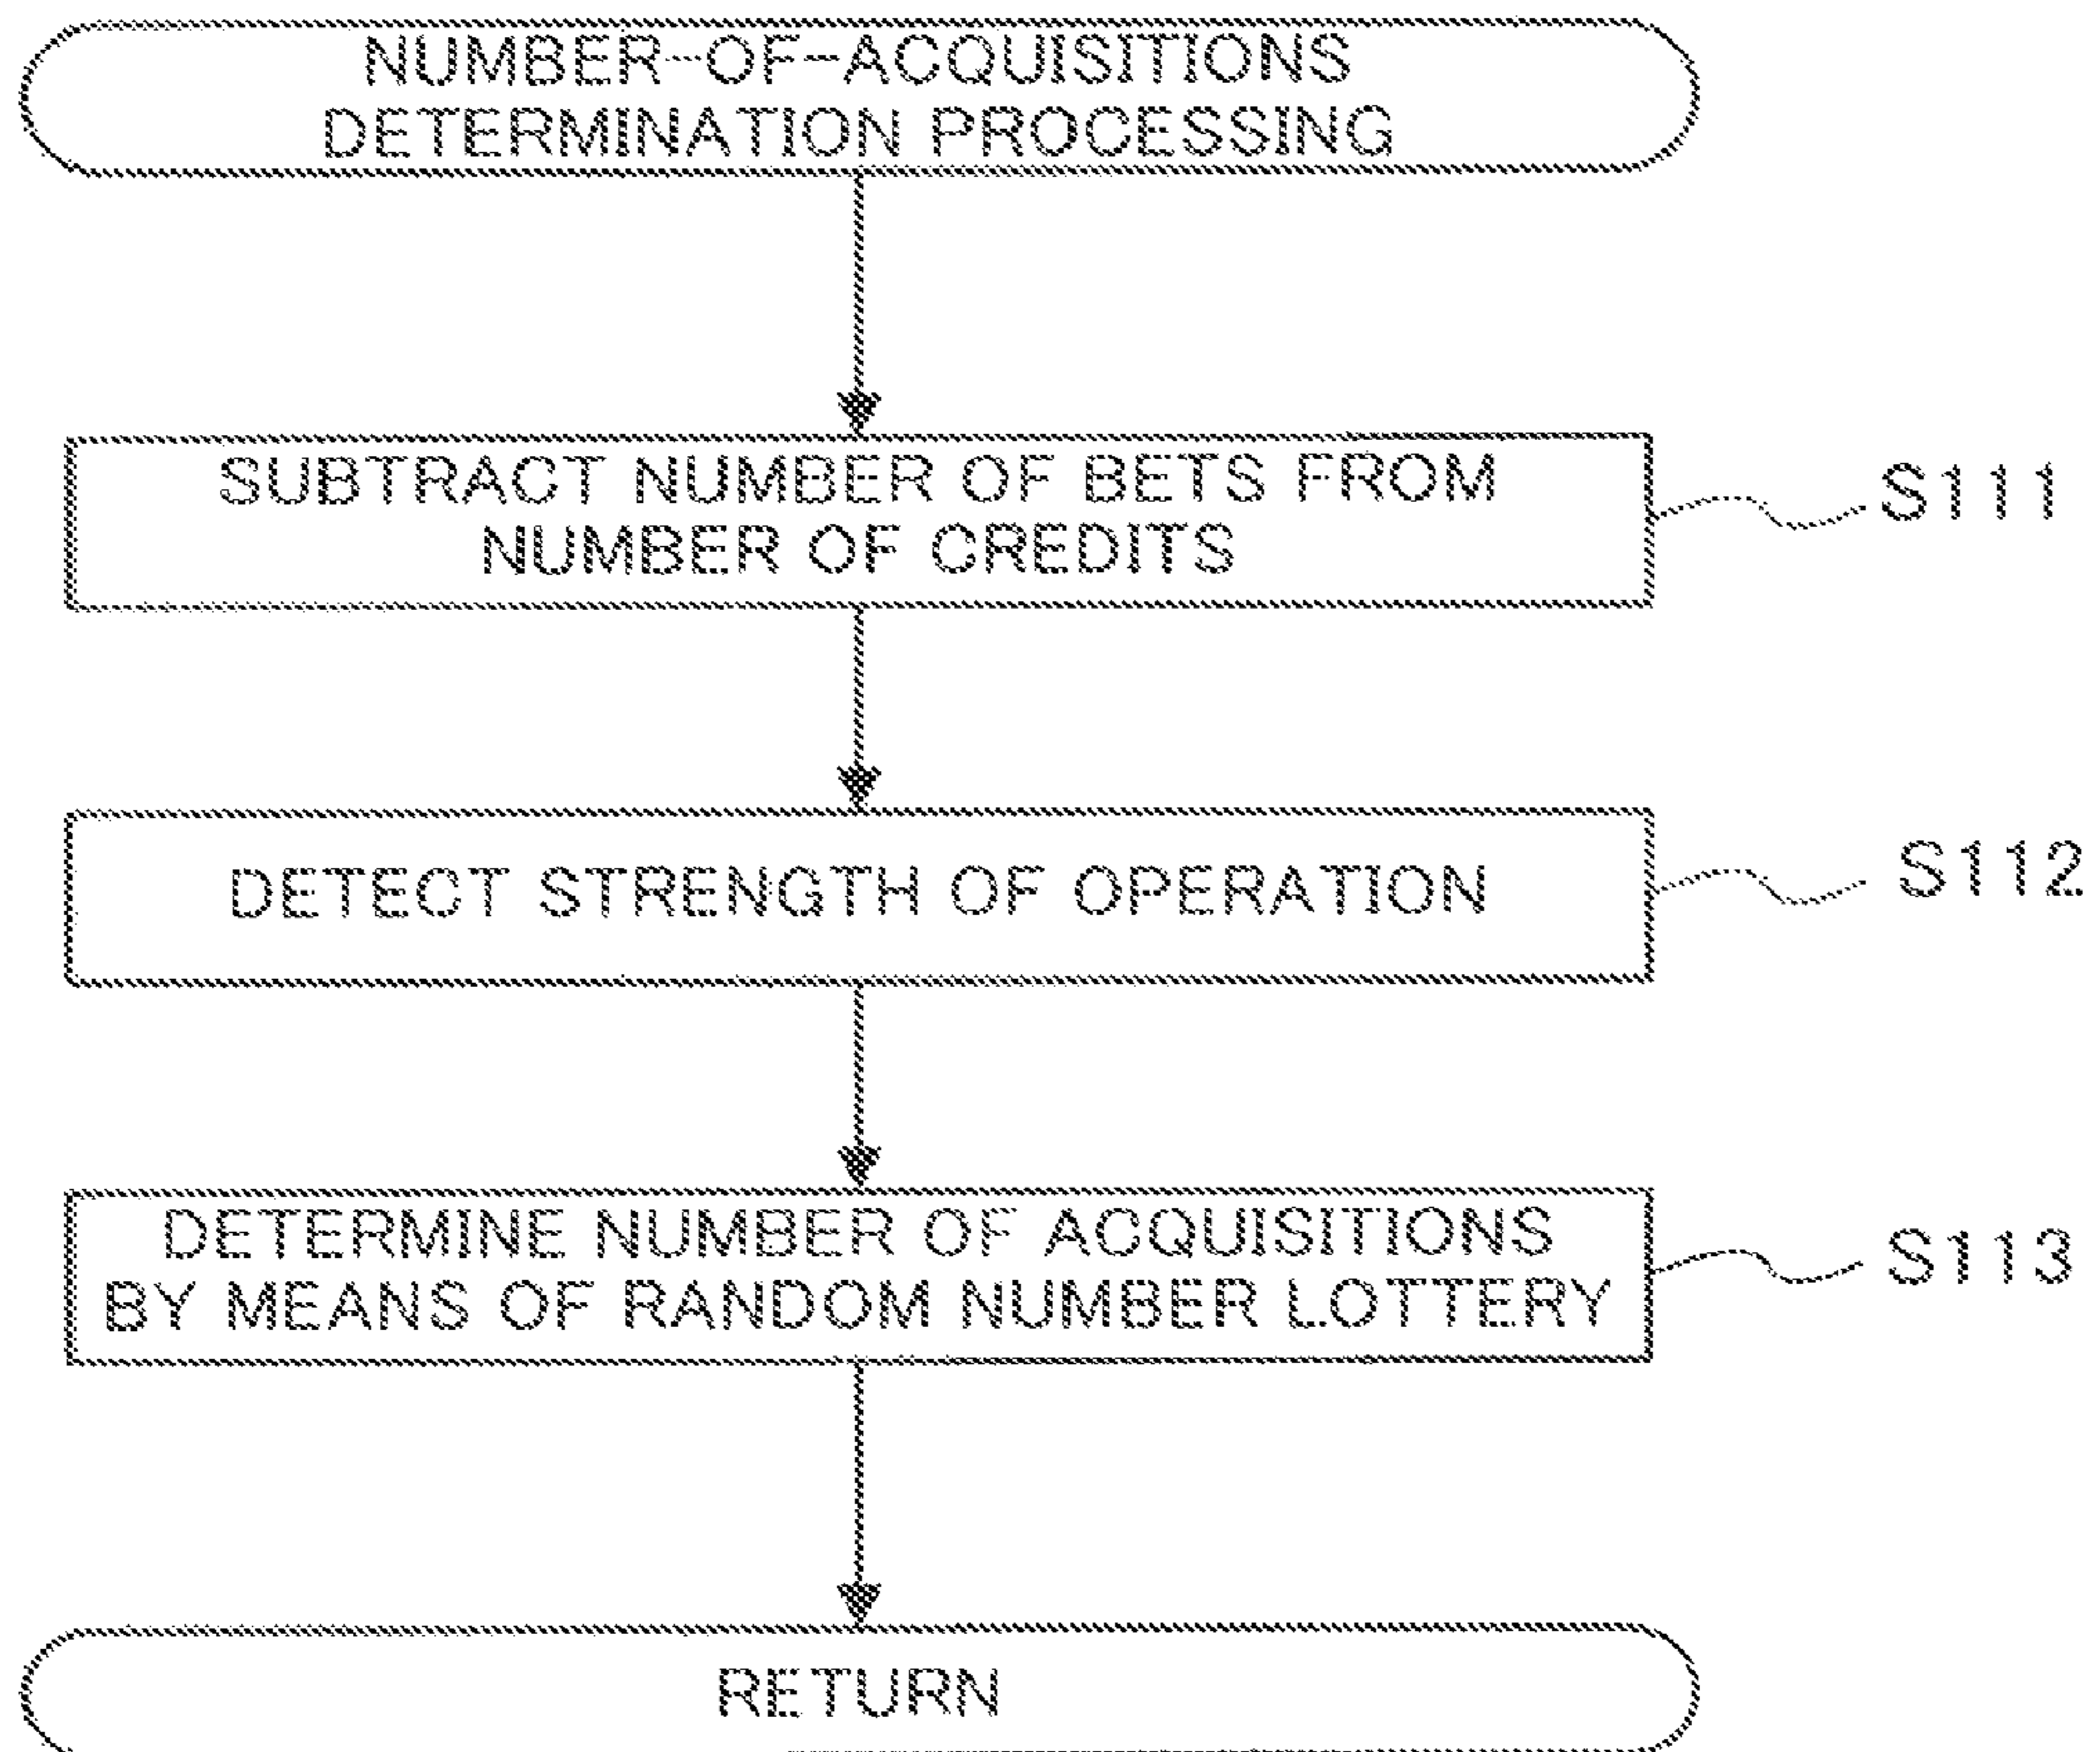 NUMBER-OF-ACQUISITIONS
DETERMINATION PROCESSING
SUBTRACT NUMBER OF BETS FROM
NUMBER OF CREDITS
S111
DETECT STRENGTH OF OPERATION
S112
DETERMINE NUMBER OF ACQUISITIONS
BY MEANS OF RANDOM NUMBER LOTTERY
S113
RETURN